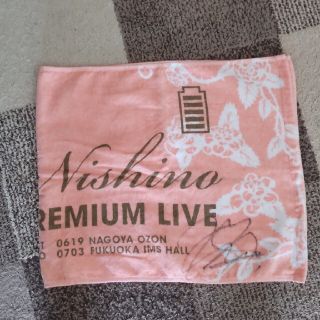 Nishino
REMIUM LIVE
T 0619 NAGOYA OZON
0703 FUKUOKA IMS HALL